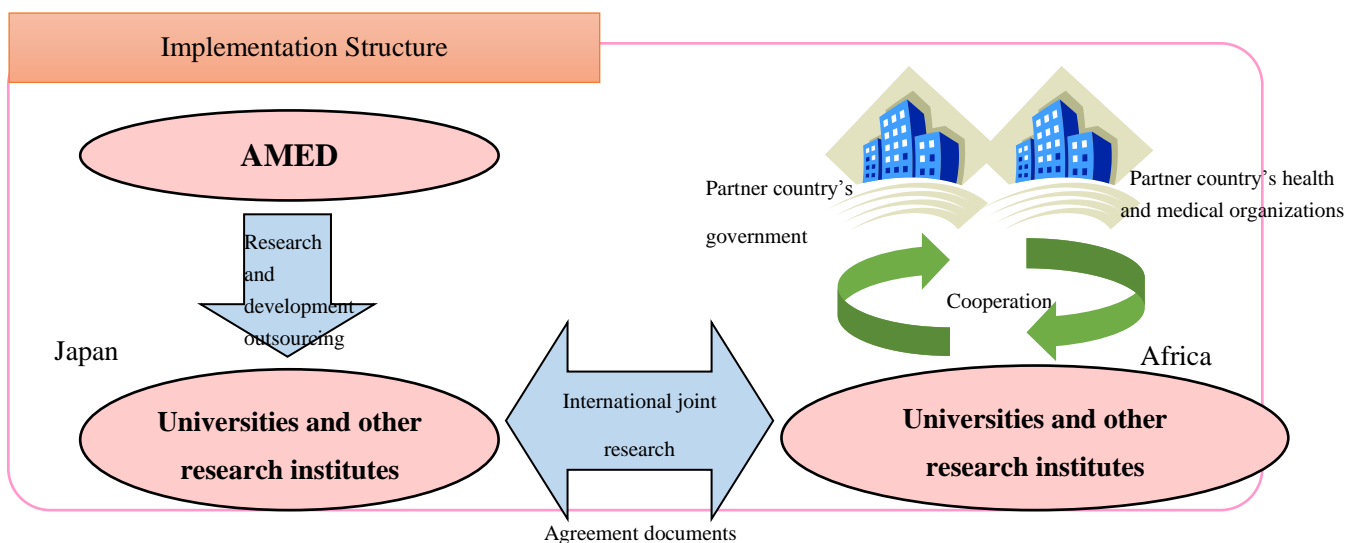 Implementation Structure
AMED
Research
and
development
outsourcing
Japan
Universities and other
research institutes
International joint
research
Agreement documents
Partner country's
government
Partner country's health
and medical organizations
Cooperation
Africa
Universities and other
research institutes